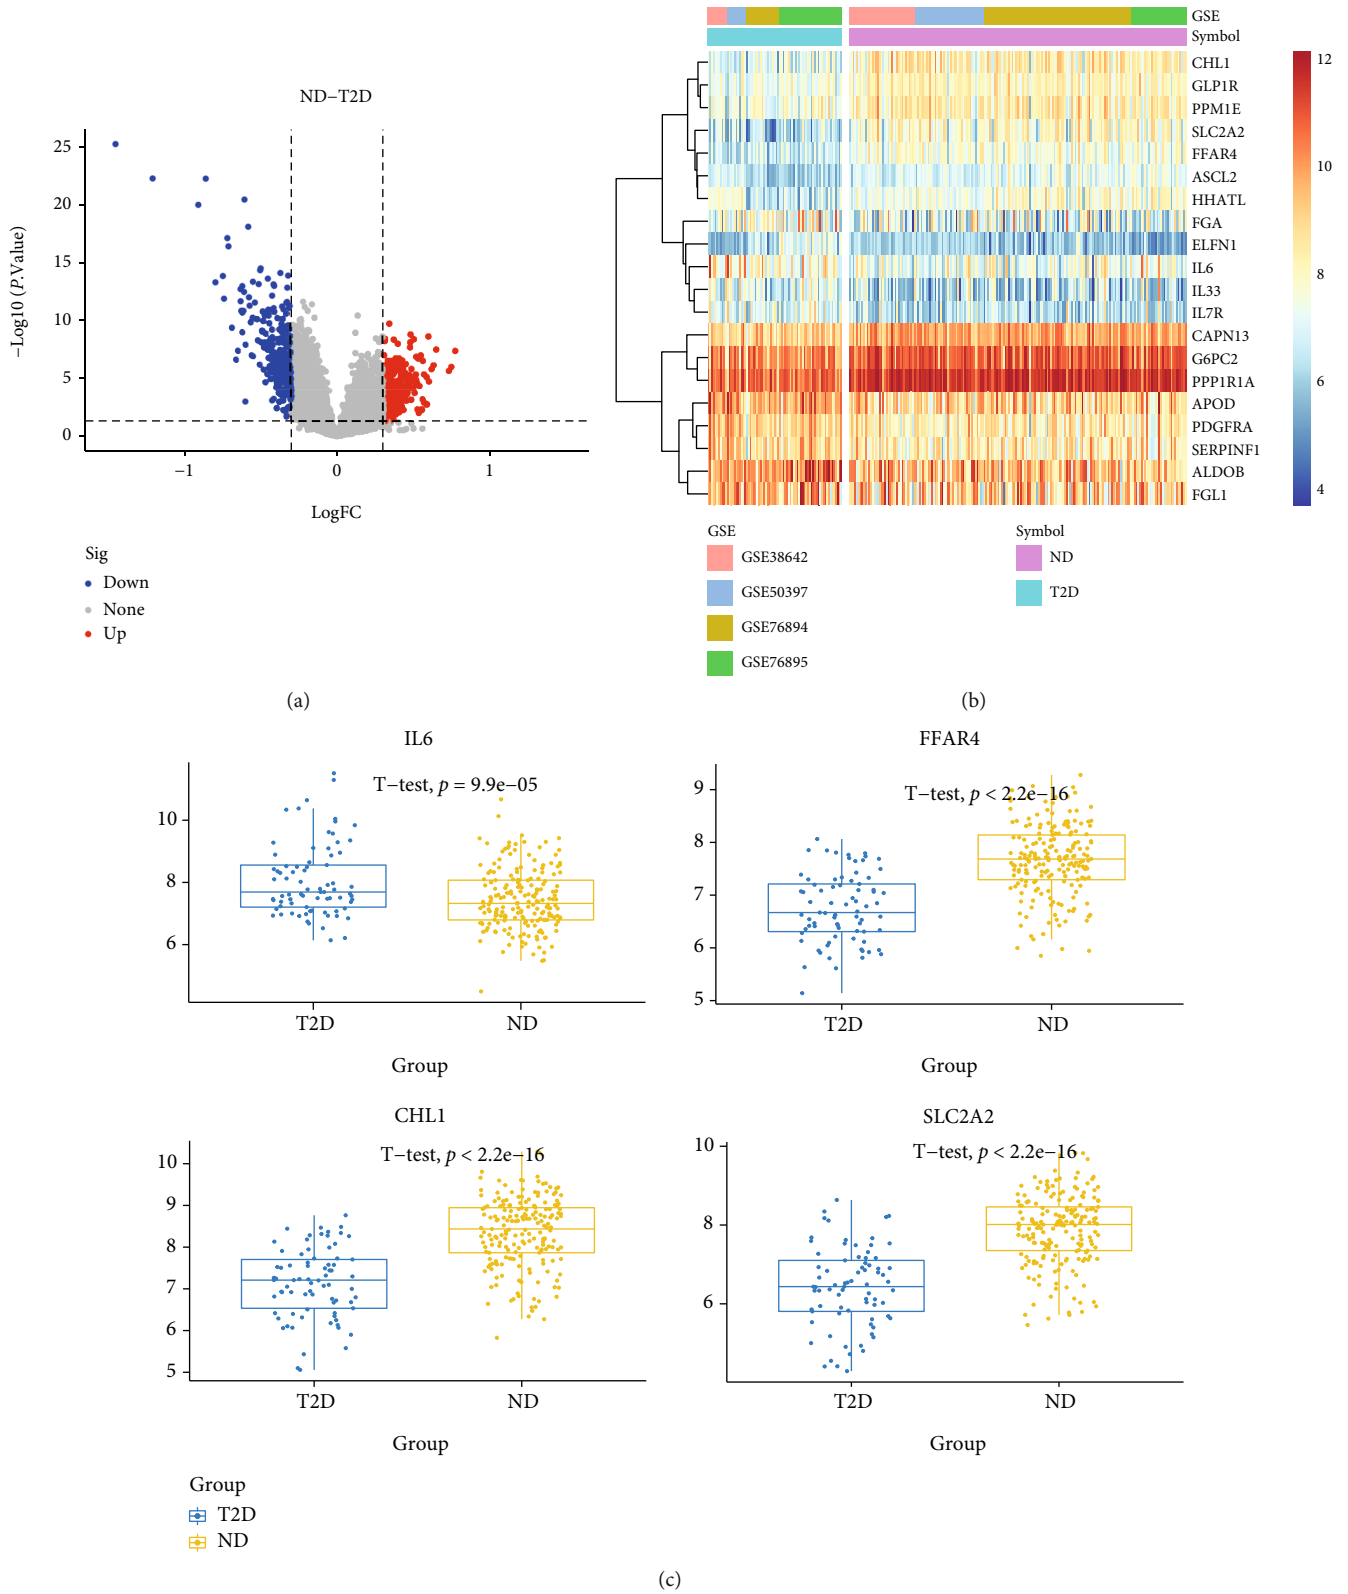 ND−T2D
−Log10 (P.Value)
25
20
15
10
5
0
−1
0
1
LogFC
Sig
Down
None
Up
(a)
GSE
Symbol
CHL1
GLP1R
PPM1E
SLC2A2
FFAR4
ASCL2
HHATL
FGA
ELFN1
IL6
IL33
IL7R
CAPN13
G6PC2
PPP1R1A
APOD
PDGFRA
SERPINF1
ALDOB
FGL1
12
10
8
6
4
GSE
GSE38642
GSE50397
GSE76894
GSE76895
Symbol
ND
T2D
(b)
IL6
T−test, p = 9.9e−05
10
8
6
T2D
ND
Group
FFAR4
T−test, p < 2.2e−16
9
8
7
6
5
T2D
ND
Group
CHL1
T−test, p < 2.2e−16
10
9
8
7
6
5
T2D
ND
Group
SLC2A2
T−test, p < 2.2e−16
10
8
6
T2D
ND
Group
Group
T2D
ND
(c)